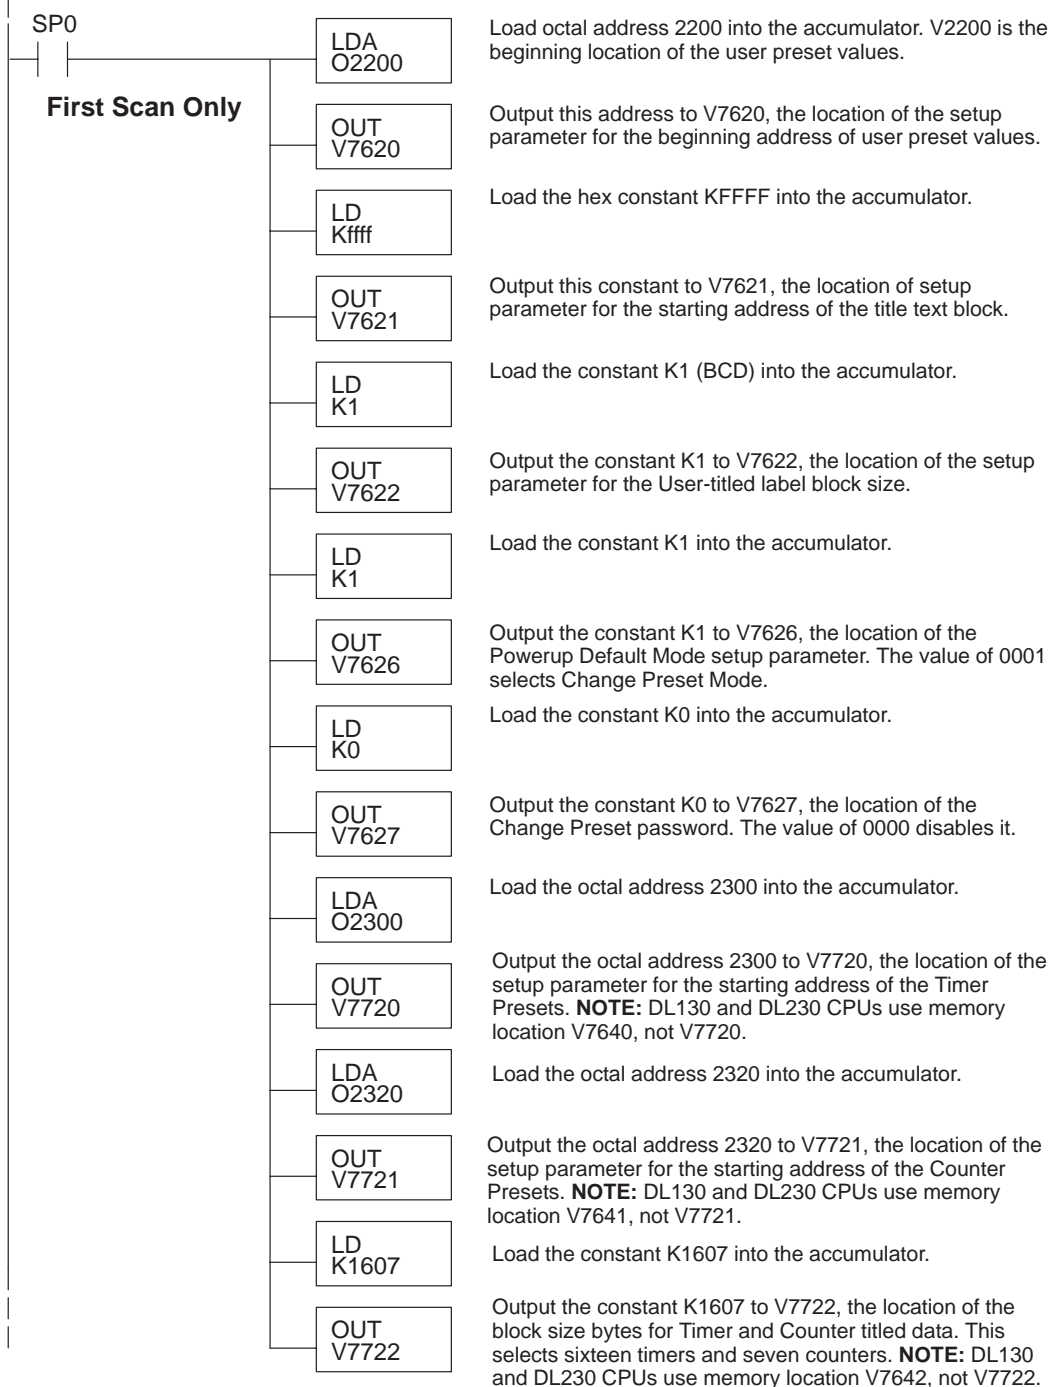 SP0
First Scan Only
LDA
O2200
Load octal address 2200 into the accumulator. V2200 is the
beginning location of the user preset values.
OUT
V7620
Output this address to V7620, the location of the setup
parameter for the beginning address of user preset values.
LD
Kffff
Load the hex constant KFFFF into the accumulator.
OUT
V7621
Output this constant to V7621, the location of setup
parameter for the starting address of the title text block.
LD
K1
Load the constant K1 (BCD) into the accumulator.
OUT
V7622
Output the constant K1 to V7622, the location of the setup
parameter for the User-titled label block size.
LD
K1
Load the constant K1 into the accumulator.
OUT
V7626
Output the constant K1 to V7626, the location of the
Powerup Default Mode setup parameter. The value of 0001
selects Change Preset Mode.
LD
K0
Load the constant K0 into the accumulator.
OUT
V7627
Output the constant K0 to V7627, the location of the
Change Preset password. The value of 0000 disables it.
LDA
O2300
Load the octal address 2300 into the accumulator.
OUT
V7720
Output the octal address 2300 to V7720, the location of the
setup parameter for the starting address of the Timer
Presets. NOTE: DL130 and DL230 CPUs use memory
location V7640, not V7720.
LDA
O2320
Load the octal address 2320 into the accumulator.
OUT
V7721
Output the octal address 2320 to V7721, the location of the
setup parameter for the starting address of the Counter
Presets. NOTE: DL130 and DL230 CPUs use memory
location V7641, not V7721.
LD
K1607
Load the constant K1607 into the accumulator.
OUT
V7722
Output the constant K1607 to V7722, the location of the
block size bytes for Timer and Counter titled data. This
selects sixteen timers and seven counters. NOTE: DL130
and DL230 CPUs use memory location V7642, not V7722.